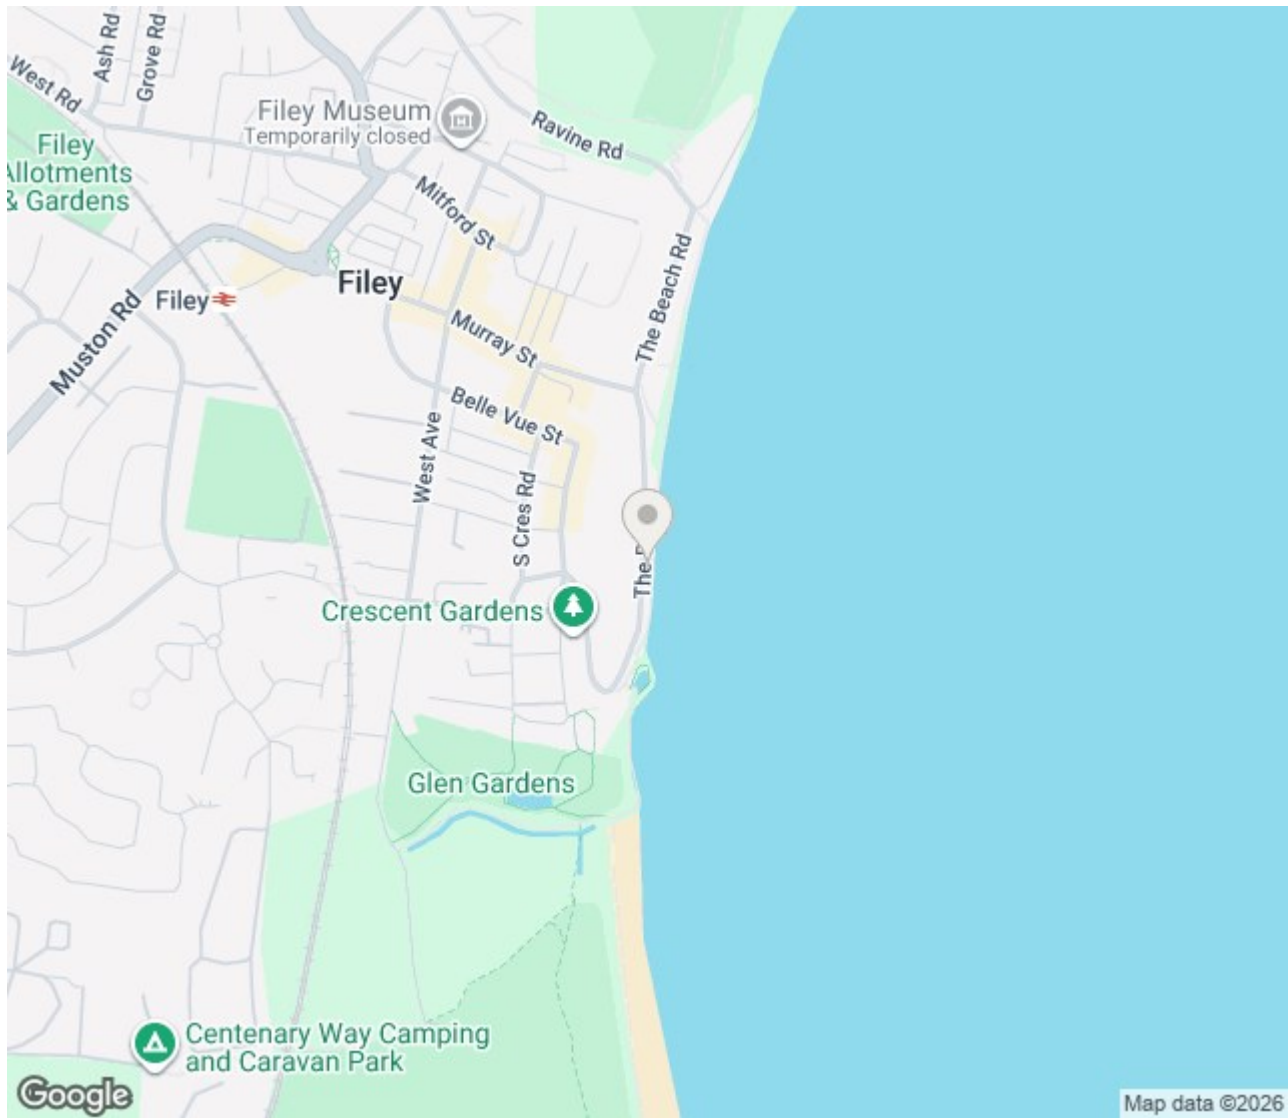 Ash Rd
Grove Rd
West Rd
Filey Museum
Temporarily closed
Ravine Rd
Filey
Allotments
& Gardens
Mitford St
The Beach Rd
Filey
Filey
Muston Rd
Murray St
Belle Vue St
West Ave
S Cres Rd
The
Crescent Gardens
Glen Gardens
Centenary Way Camping
and Caravan Park
Google
Map data ©2026